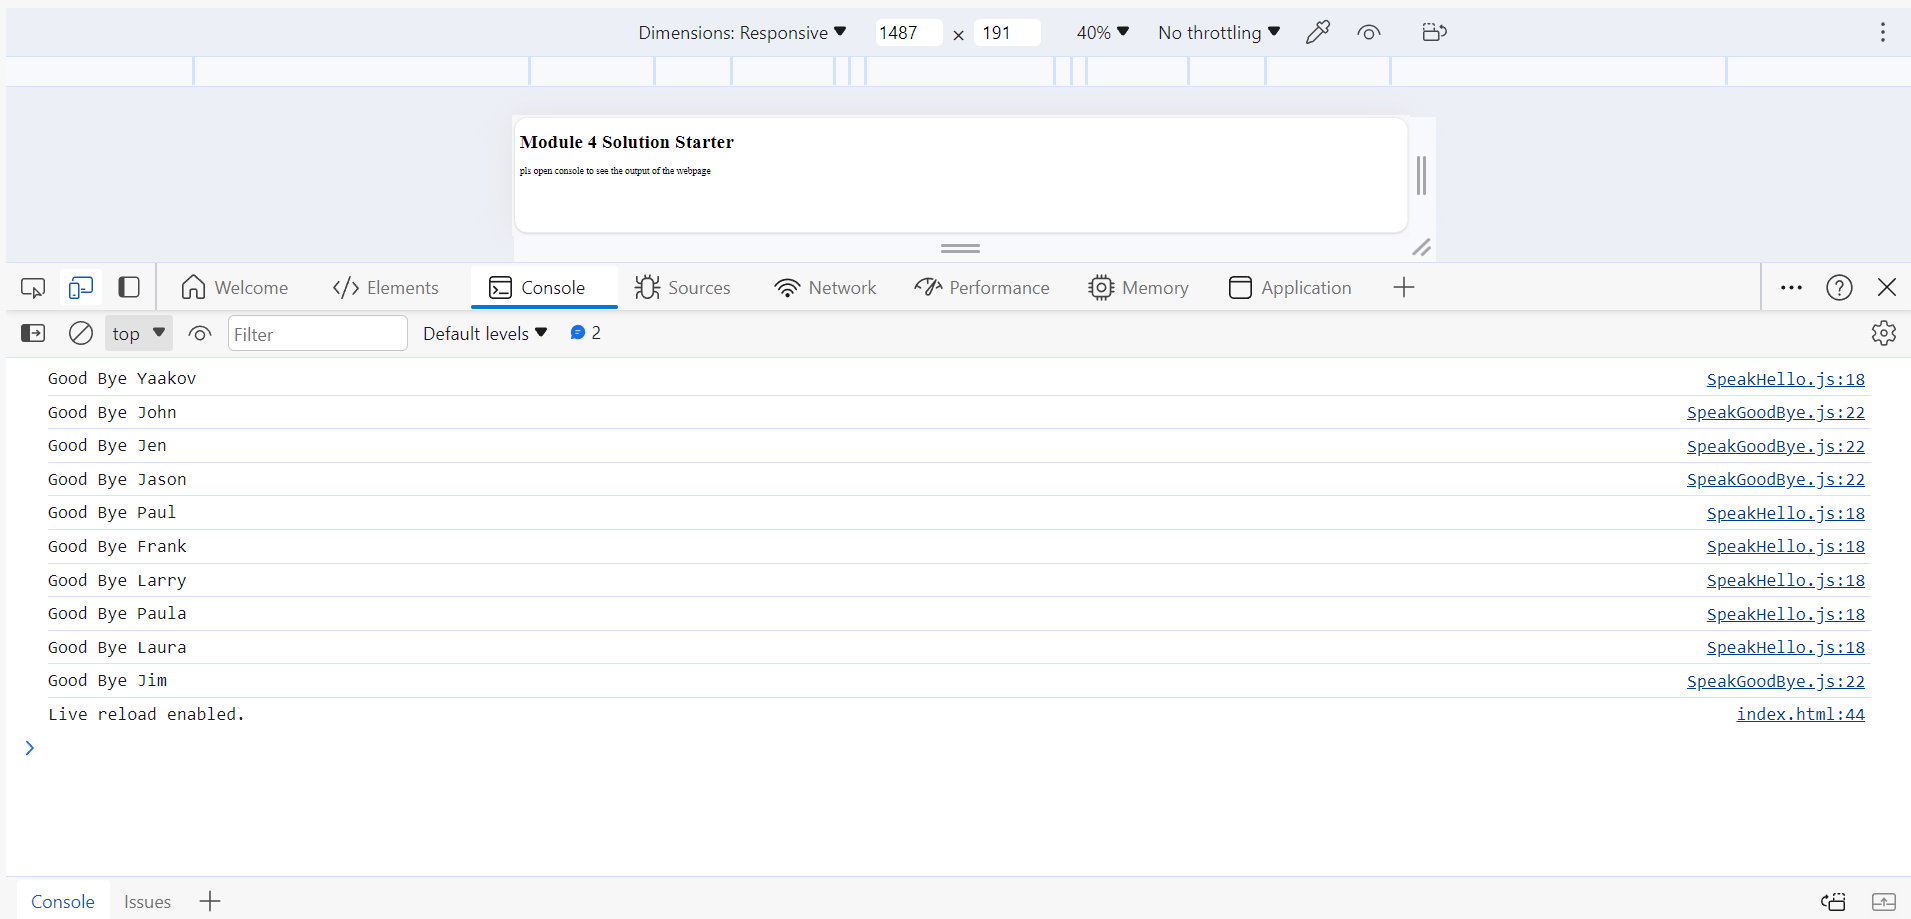 Dimensions: Responsive 1487 × 191 40% No throttling
Module 4 Solution Starter
pls open console to see the output of the webpage
Welcome Elements Console Sources Network Performance Memory Application
top Filter Default levels 2
Good Bye Yaakov SpeakHello.js:18
Good Bye John SpeakGoodBye.js:22
Good Bye Jen SpeakGoodBye.js:22
Good Bye Jason SpeakGoodBye.js:22
Good Bye Paul SpeakHello.js:18
Good Bye Frank SpeakHello.js:18
Good Bye Larry SpeakHello.js:18
Good Bye Paula SpeakHello.js:18
Good Bye Laura SpeakHello.js:18
Good Bye Jim SpeakGoodBye.js:22
Live reload enabled. index.html:44
Console Issues